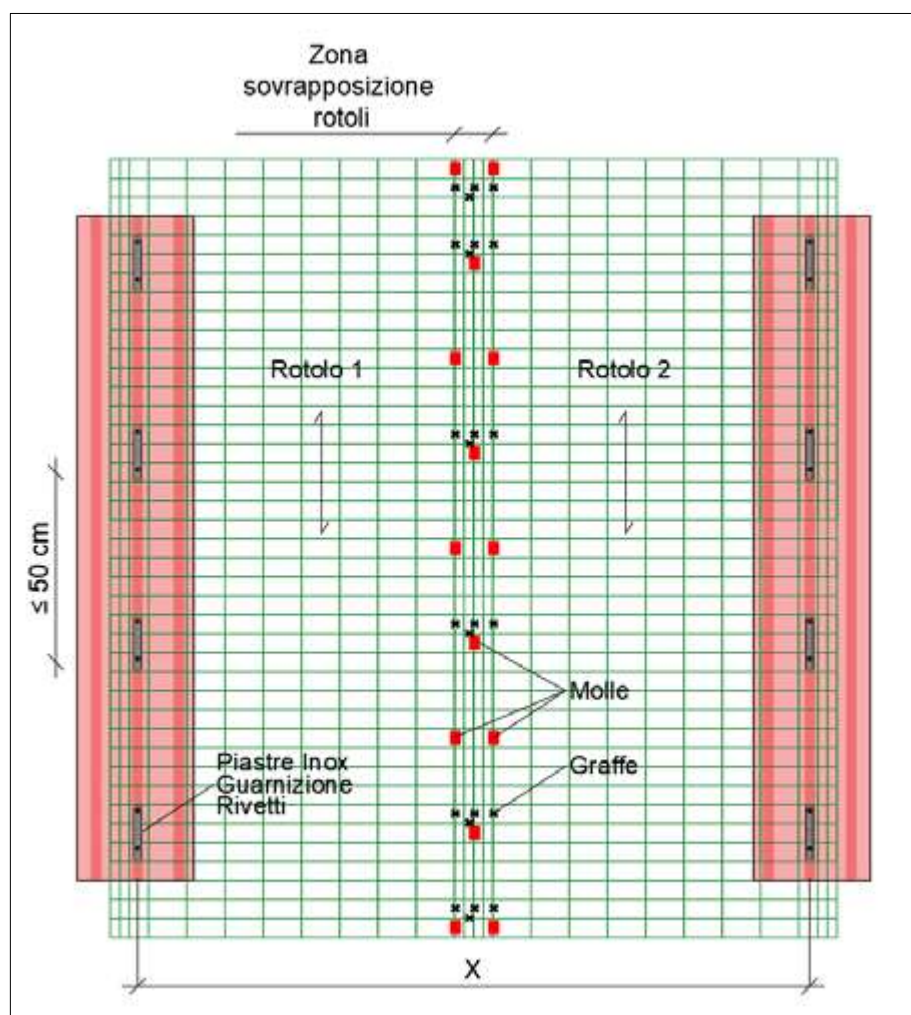 Zona
sovrapposizione
rotoli
Rotolo 1
Rotolo 2
≤ 50 cm
Molle
Piastre Inox
Guarnizione
Rivetti
Graffe
X